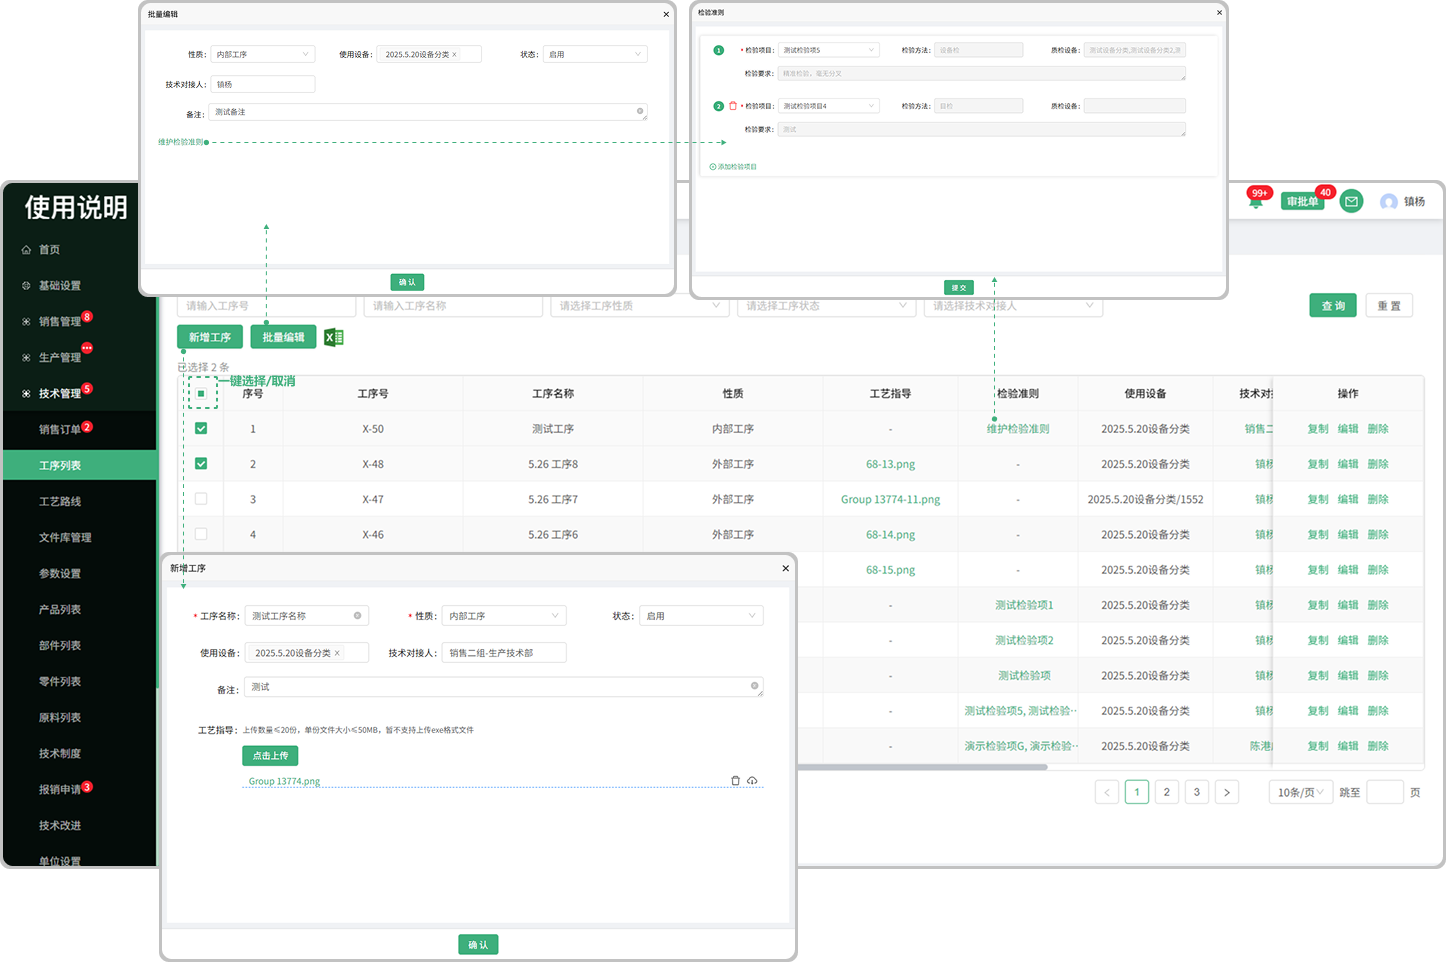 批量编辑
性质：
内部工序
使用设备：
2025.5.20设备分类 ×
状态：
启用
技术对接人：
镇杨
备注：
测试备注
维护检验准则
确 认
检验准则
1
* 检验项目：
测试检验项5
检验方法：
设备检
质检设备：
测试设备分类,测试设备分类2,测
检验要求：
精准检验，毫无分叉
2
* 检验项目：
测试检验项目4
检验方法：
目检
质检设备：
检验要求：
测试
添加检验项目
提 交
使用说明
首页
基础设置
销售管理
8
生产管理
技术管理
5
销售订单
2
工序列表
工艺路线
文件库管理
参数设置
产品列表
部件列表
零件列表
原料列表
技术制度
报销申请
3
技术改进
单位设置
99+
审批单
40
镇杨
请输入工序号
请输入工序名称
请选择工序性质
请选择工序状态
请选择技术对接人
查 询
重 置
新增工序
批量编辑
已选择 2 条
一键选择/取消
序号 工序号 工序名称 性质 工艺指导 检验准则 使用设备 技术对接 操作
1 X-50 测试工序 内部工序 - 维护检验准则 2025.5.20设备分类 销售二 复制 编辑 删除
2 X-48 5.26 工序8 外部工序 68-13.png - 2025.5.20设备分类 镇杨 复制 编辑 删除
3 X-47 5.26 工序7 外部工序 Group 13774-11.png - 2025.5.20设备分类/1552 镇杨 复制 编辑 删除
4 X-46 5.26 工序6 外部工序 68-14.png - 2025.5.20设备分类 镇杨 复制 编辑 删除
68-15.png - 2025.5.20设备分类 镇杨 复制 编辑 删除
- 测试检验项1 2025.5.20设备分类 镇杨 复制 编辑 删除
- 测试检验项2 2025.5.20设备分类 镇杨 复制 编辑 删除
- 测试检验项 2025.5.20设备分类 镇杨 复制 编辑 删除
- 测试检验项5, 测试检验… 2025.5.20设备分类 镇杨 复制 编辑 删除
- 演示检验项G, 演示检验… 2025.5.20设备分类 陈港 复制 编辑 删除
< 1 2 3 > 10条/页 跳至 页
新增工序
* 工序名称：
测试工序名称
* 性质：
内部工序
状态：
启用
使用设备：
2025.5.20设备分类 ×
技术对接人：
销售二组-生产技术部
备注：
测试
工艺指导：
上传数量≤20份，单份文件大小≤50MB，暂不支持上传exe格式文件
点击上传
Group 13774.png
确 认